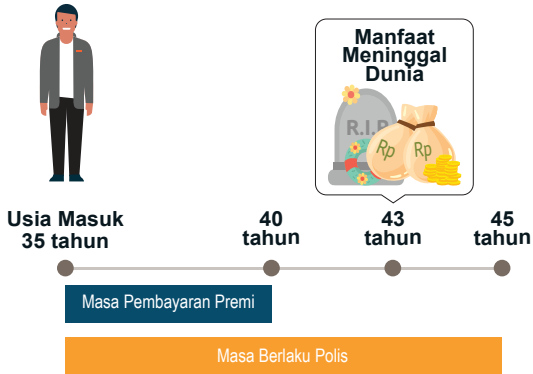 Manfaat
Meninggal
Dunia
R.I.P
Rp
Rp
Usia Masuk
35 tahun
40
tahun
43
tahun
45
tahun
Masa Pembayaran Premi
Masa Berlaku Polis